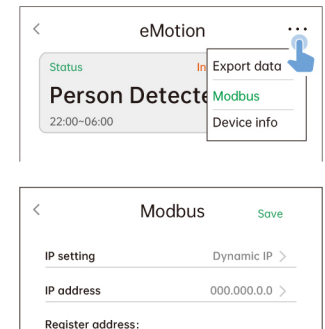 < eMotion ...
Status In
Export data
Person Detecte
Modbus
22:00~06:00
Device info
< Modbus Save
IP setting Dynamic IP >
IP address 000.000.0.0 >
Register address: